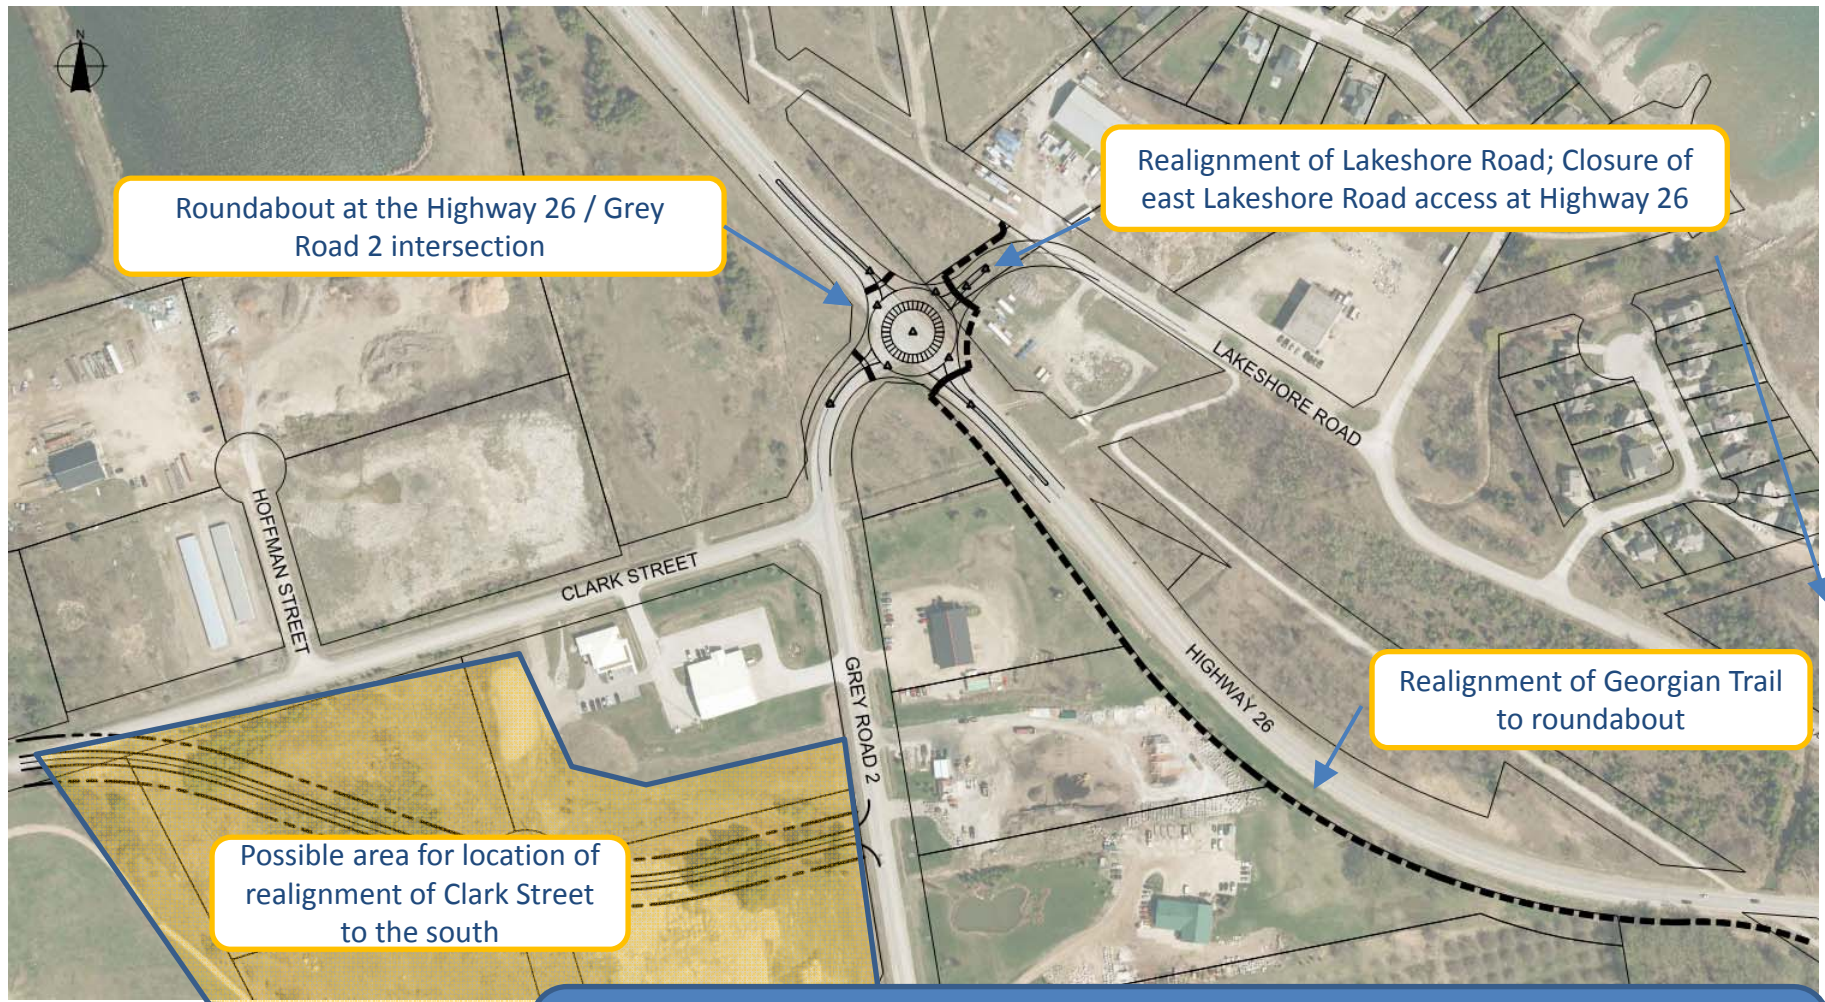 N
Roundabout at the Highway 26 / Grey
Road 2 intersection
Realignment of Lakeshore Road; Closure of
east Lakeshore Road access at Highway 26
LAKESHORE ROAD
HOFFMAN STREET
CLARK STREET
GREY ROAD 2
HIGHWAY 26
Realignment of Georgian Trail
to roundabout
Possible area for location of
realignment of Clark Street
to the south